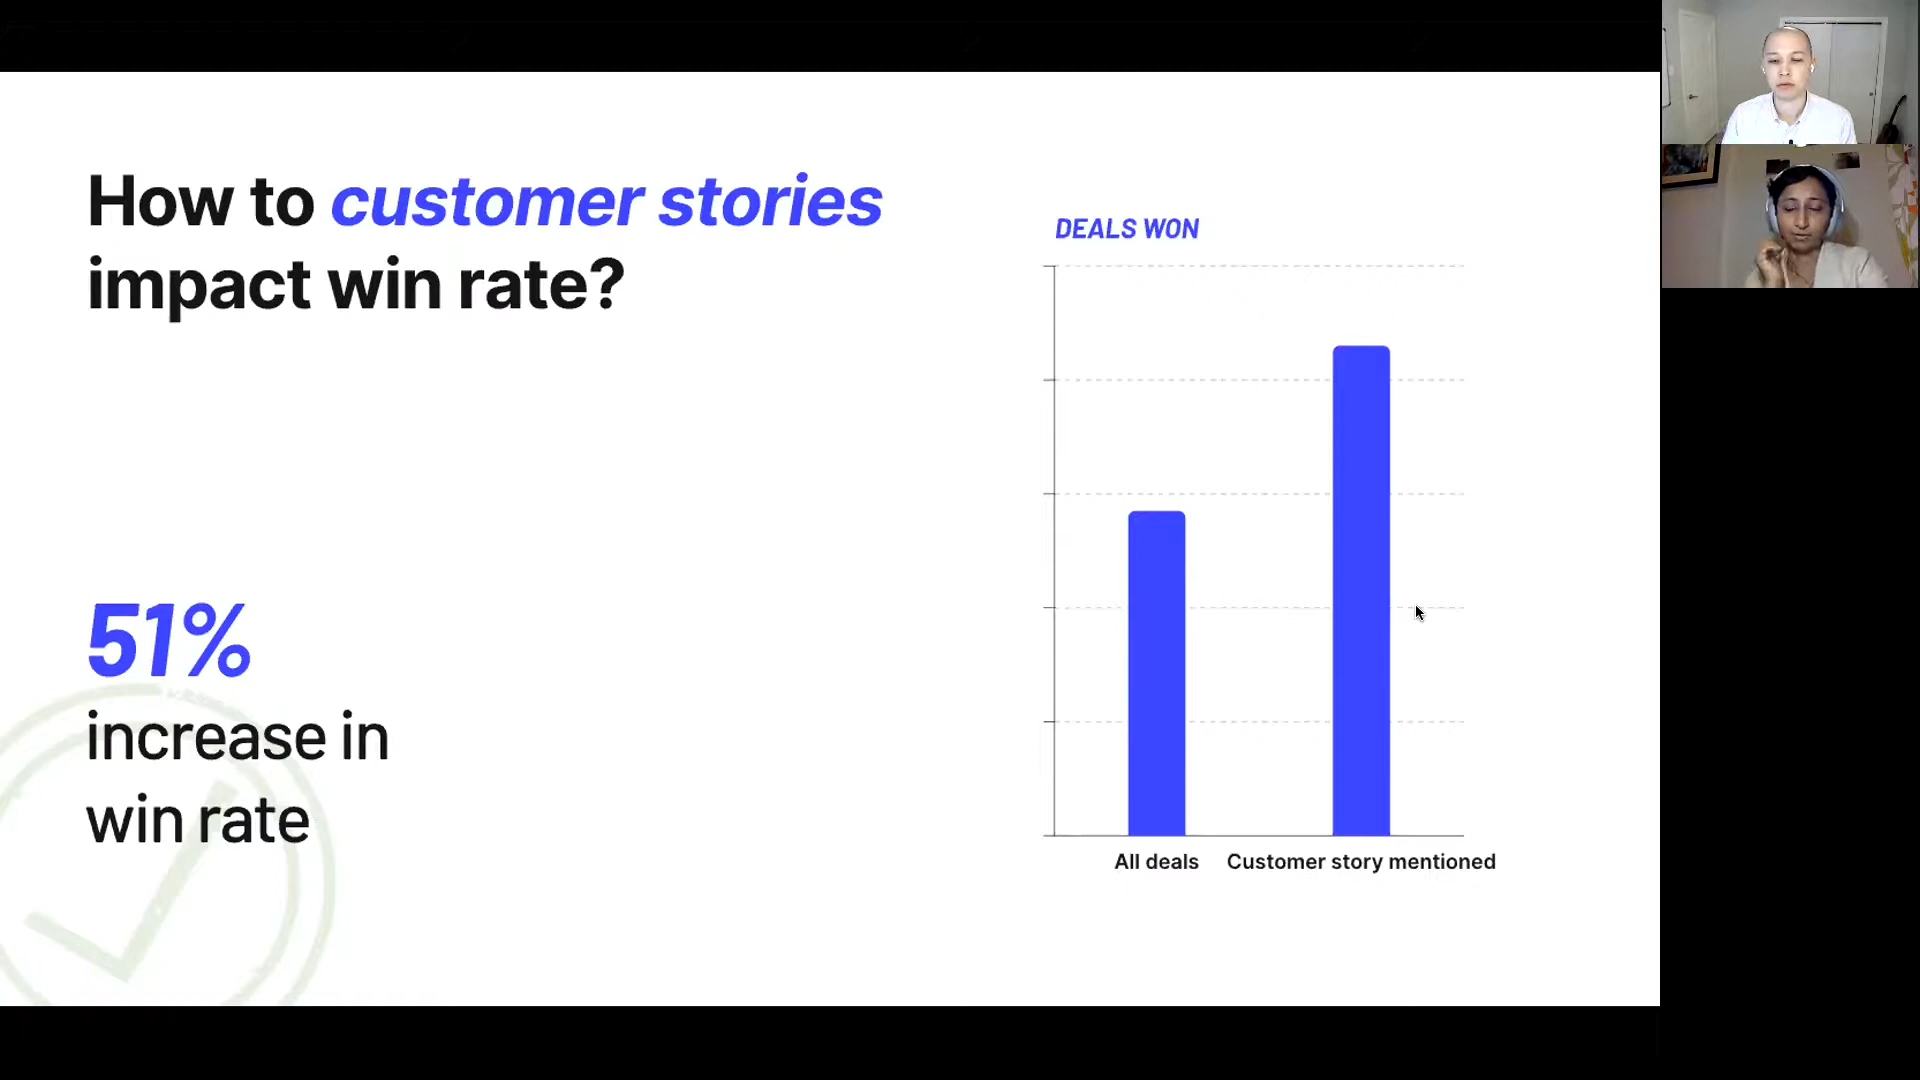 How to customer stories
impact win rate?
DEALS WON
51%
increase in
win rate
All deals
Customer story mentioned